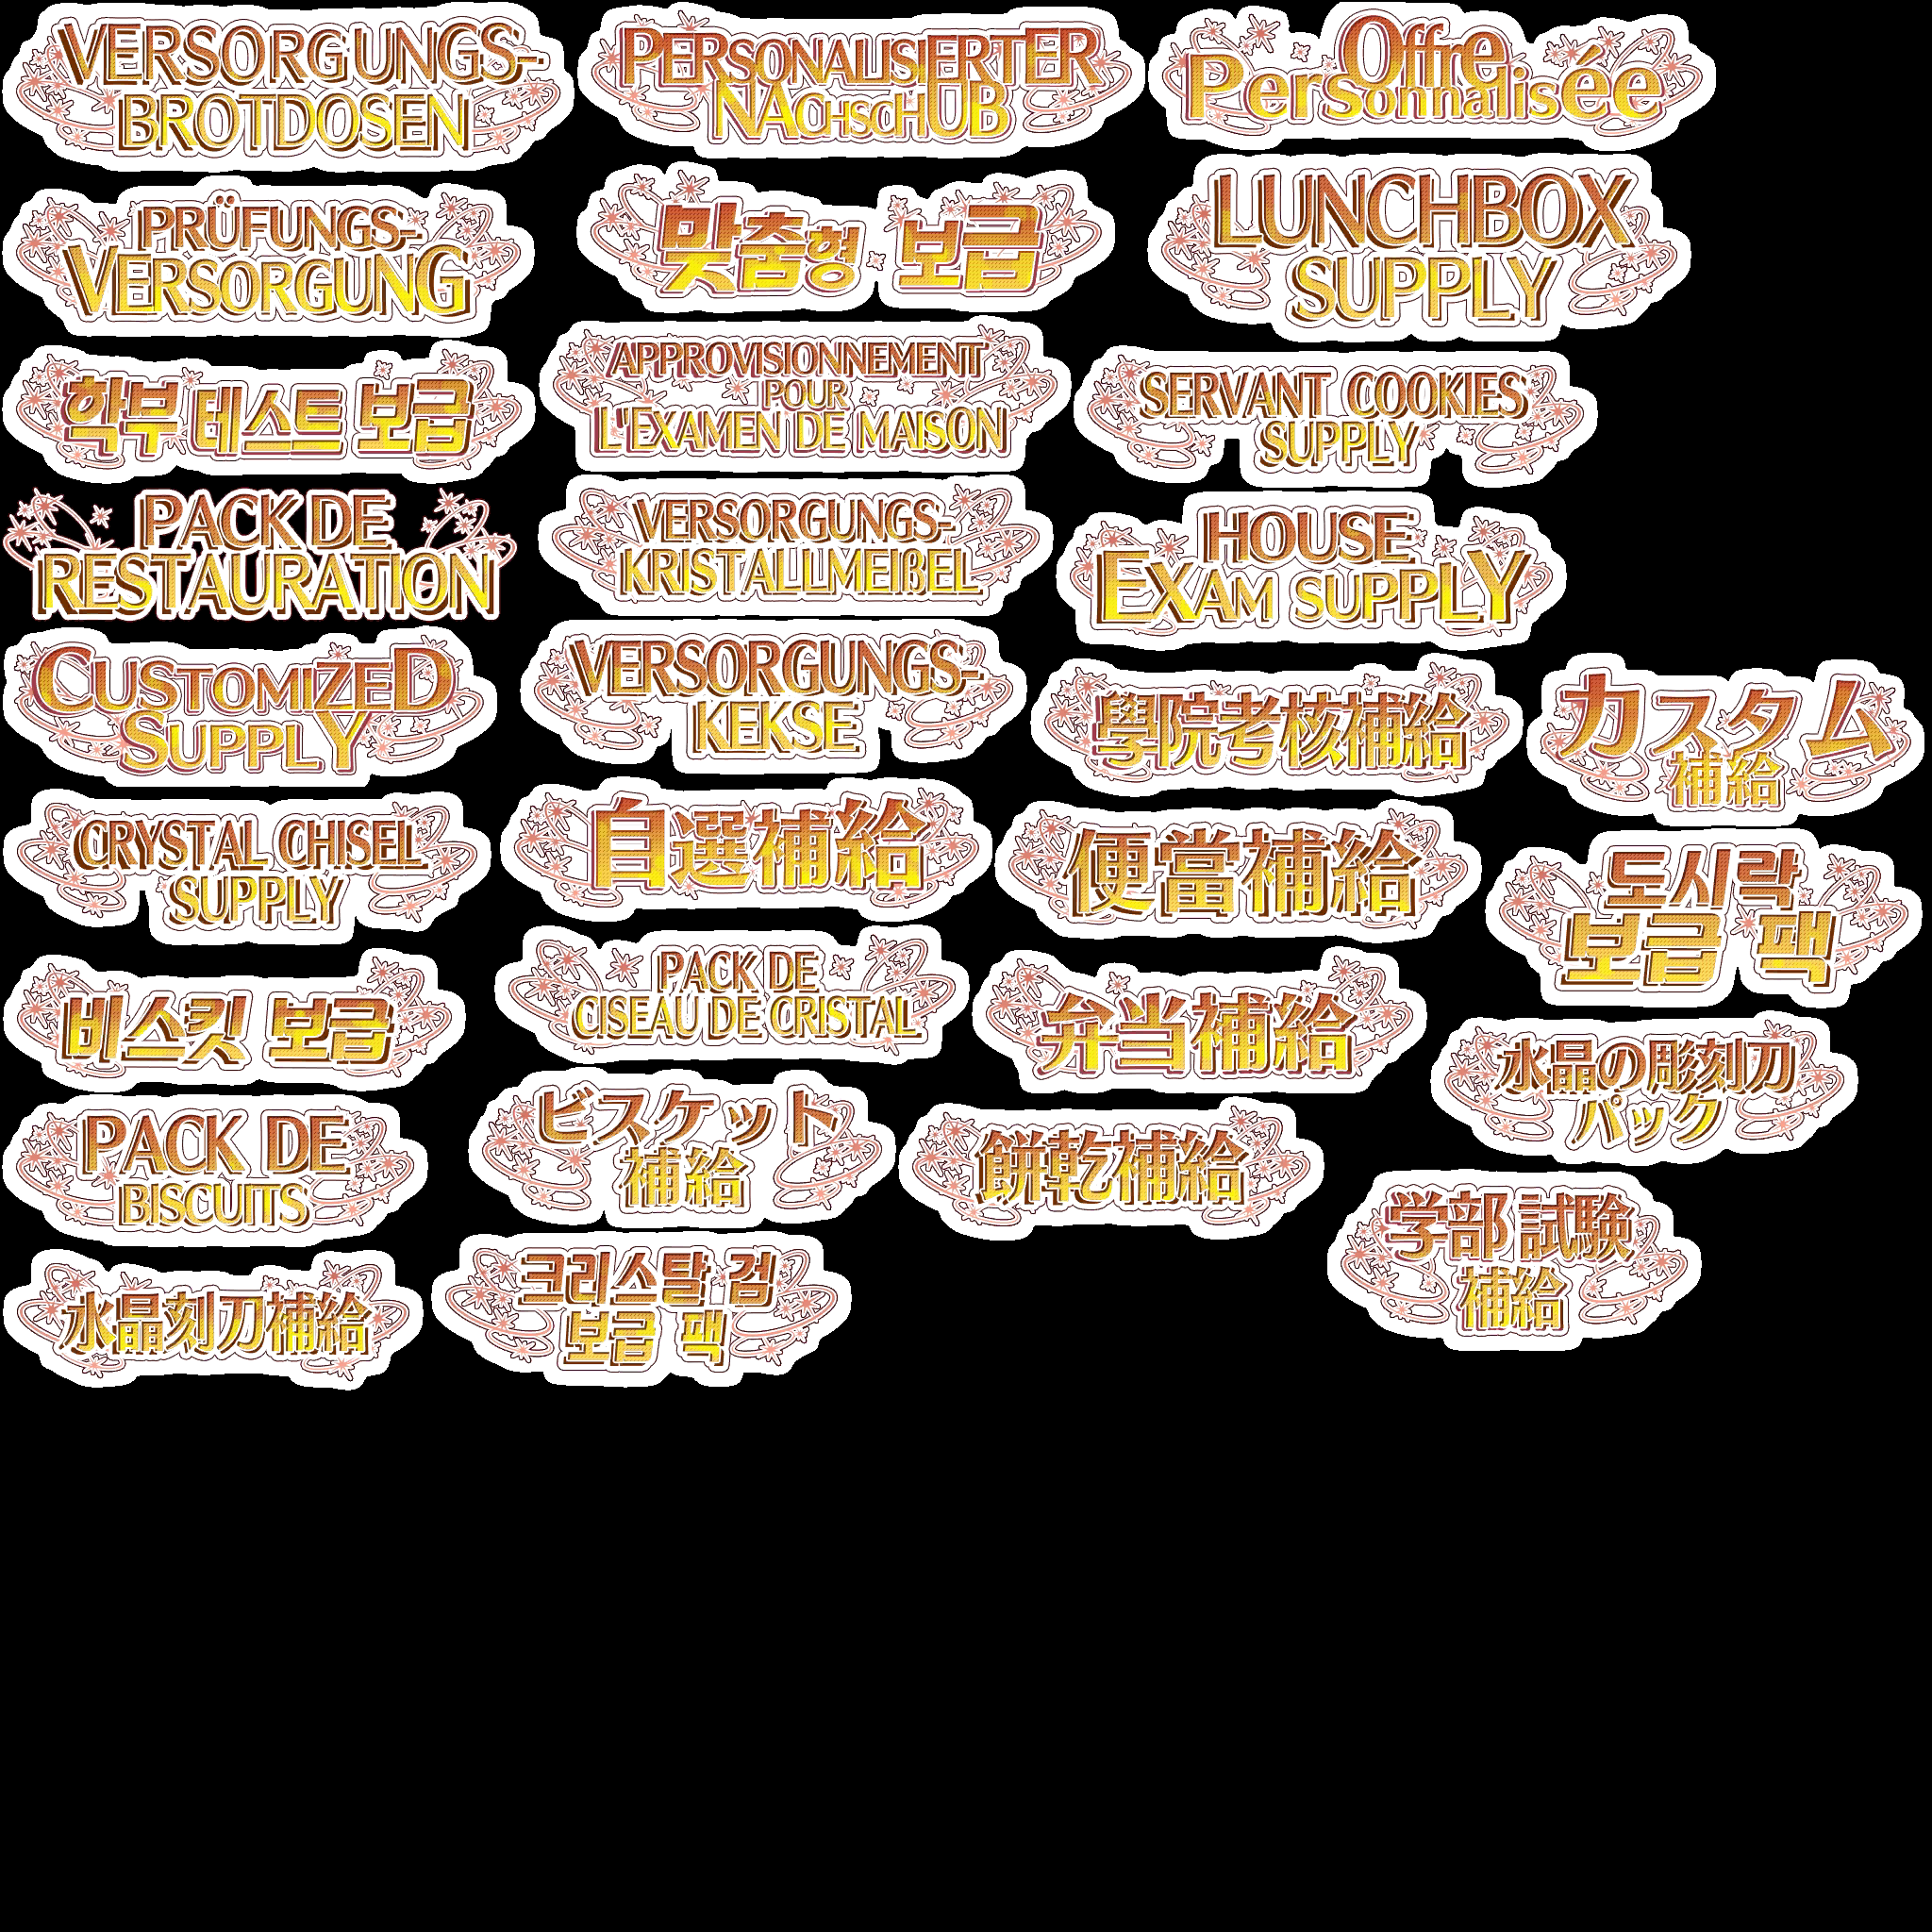 VERSORGUNGS-
BROTDOSEN
PERSONALISIERTER
NACHSCHUB
Offre
Personnalisée
PRÜFUNGS-
VERSORGUNG
맞춤형 보급
LUNCHBOX
SUPPLY
학부 테스트 보급
APPROVISIONNEMENT
POUR
L'EXAMEN DE MAISON
SERVANT COOKIES
SUPPLY
PACK DE
RESTAURATION
VERSORGUNGS-
KRISTALLMEIßEL
HOUSE
EXAM SUPPLY
CUSTOMIZED
SUPPLY
VERSORGUNGS-
KEKSE
學院考核補給
カスタム
補給
CRYSTAL CHISEL
SUPPLY
自選補給
便當補給
도시락
보급 팩
비스킷 보급
PACK DE
CISEAU DE CRISTAL
弁当補給
水晶の彫刻刀
パック
PACK DE
BISCUITS
ビスケット
補給
餅乾補給
学部試験
補給
水晶刻刀補給
크리스탈 검
보급 팩